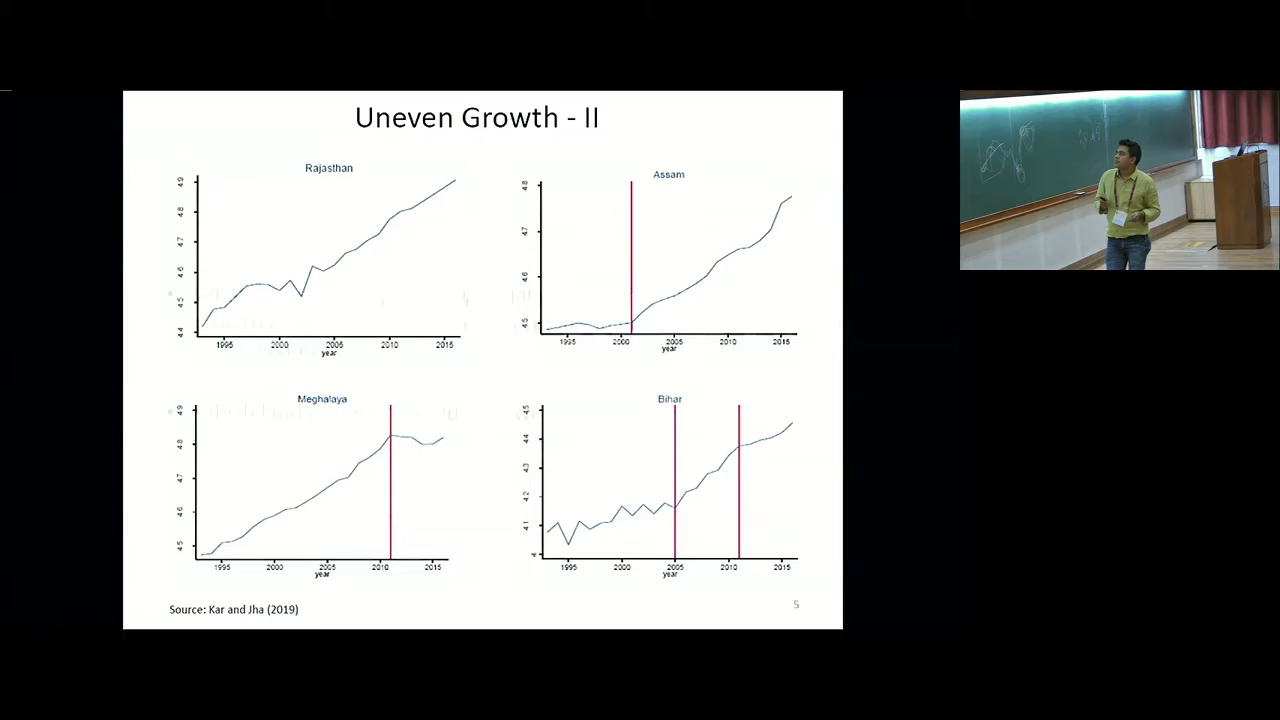 Uneven Growth - II
Rajasthan
4.9
4.8
4.7
4.6
4.5
4.4
1995 2000 2005 2010 2015
year
Assam
4.8
4.7
4.6
4.5
1995 2000 2005 2010 2015
year
Meghalaya
4.9
4.8
4.7
4.6
4.5
1995 2000 2005 2010 2015
year
Bihar
4.5
4.4
4.3
4.2
4.1
4
1995 2000 2005 2010 2015
year
Source: Kar and Jha (2019)
5